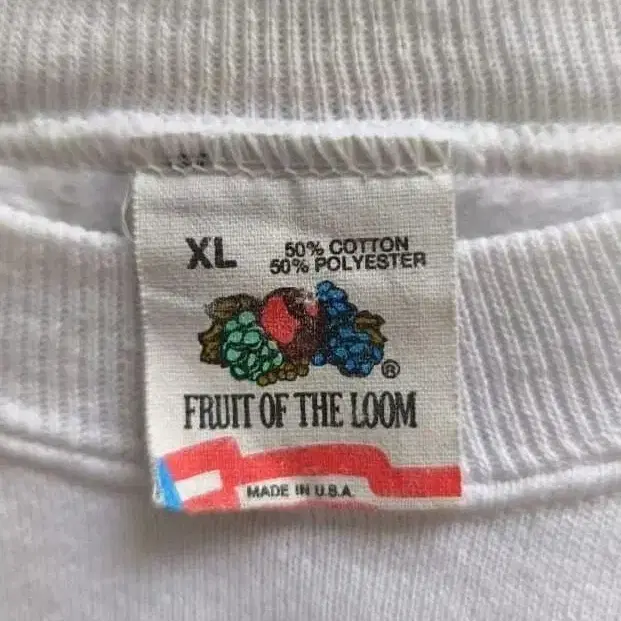 XL
50% COTTON
50% POLYESTER
®
FRUIT OF THE LOOM
MADE IN U.S.A.